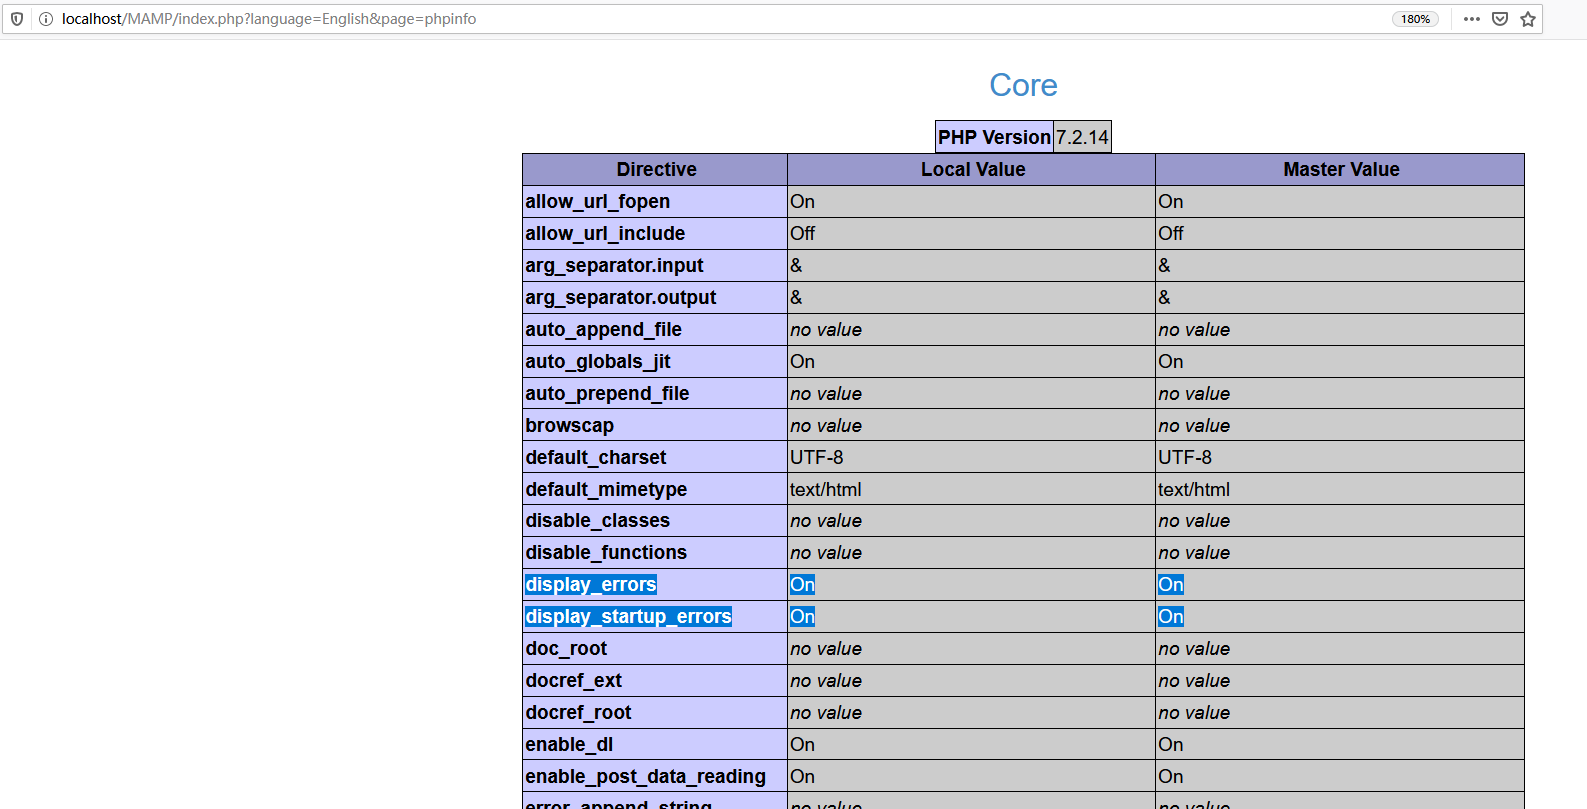 localhost/MAMP/index.php?language=English&page=phpinfo 180%
Core
PHP Version 7.2.14
Directive Local Value Master Value
allow_url_fopen On On
allow_url_include Off Off
arg_separator.input & &
arg_separator.output & &
auto_append_file no value no value
auto_globals_jit On On
auto_prepend_file no value no value
browscap no value no value
default_charset UTF-8 UTF-8
default_mimetype text/html text/html
disable_classes no value no value
disable_functions no value no value
display_errors On On
display_startup_errors On On
doc_root no value no value
docref_ext no value no value
docref_root no value no value
enable_dl On On
enable_post_data_reading On On
error_append_string no value no value